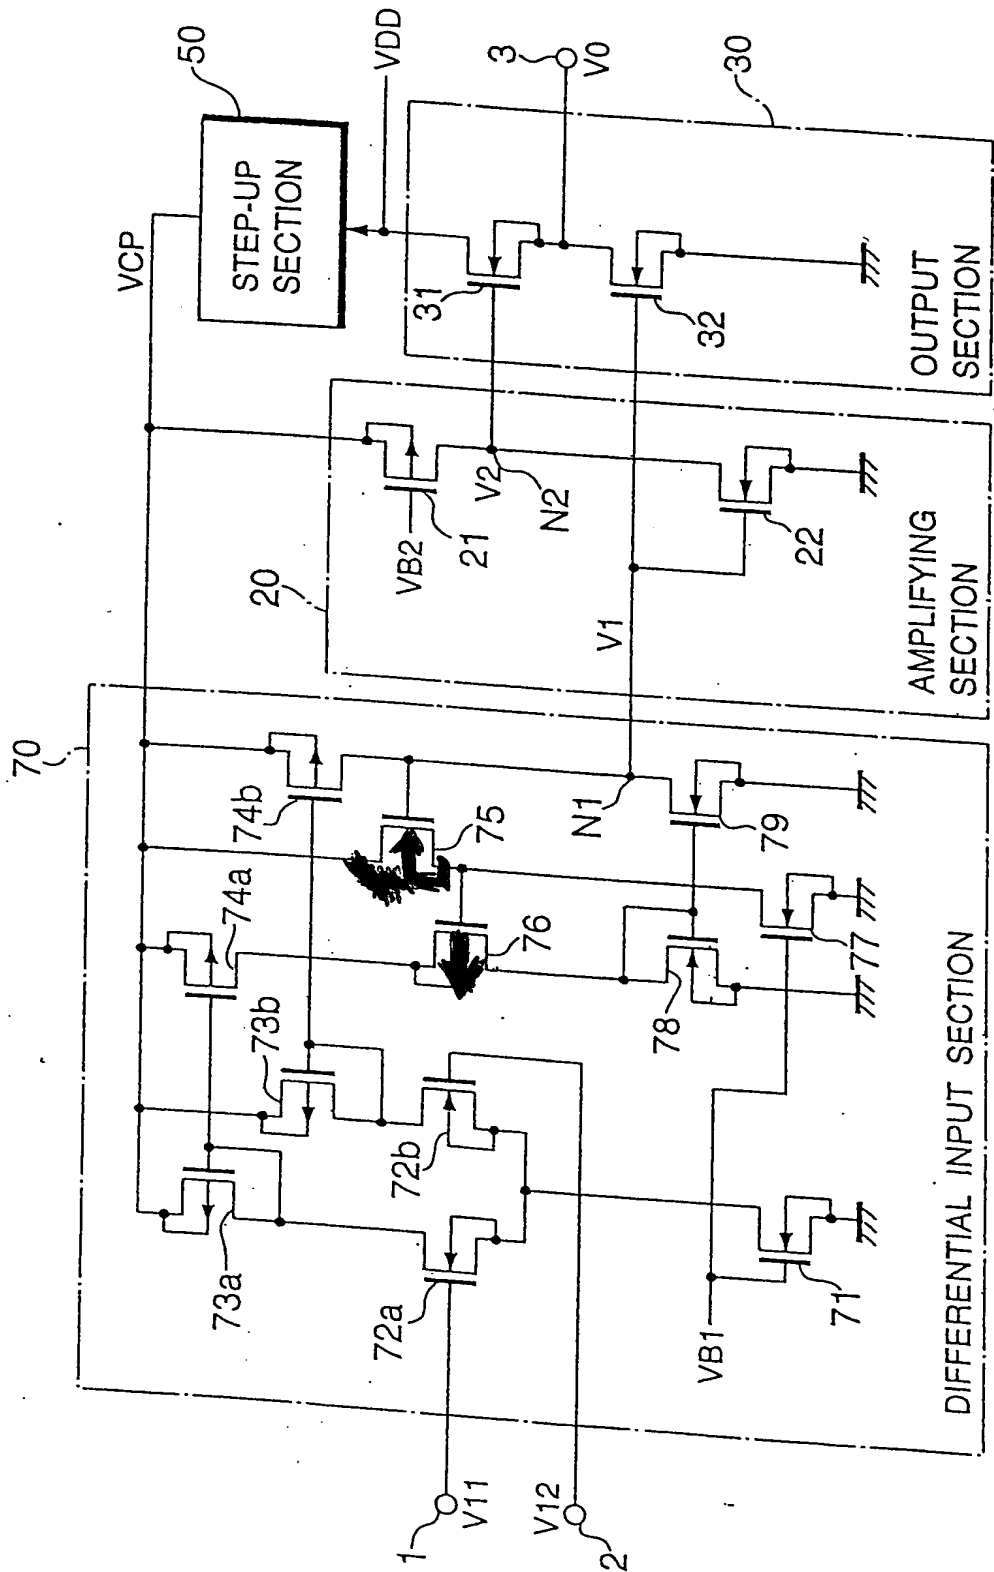 70
73a
73b
74a
74b
75
76
72a
72b
1
V11
V12
2
VB1
71
77
78
79
N1
DIFFERENTIAL INPUT SECTION
VCP
20
VB2
21
V2
N2
V1
22
AMPLIFYING
SECTION
50
STEP-UP
SECTION
VDD
31
3
V0
32
30
OUTPUT
SECTION